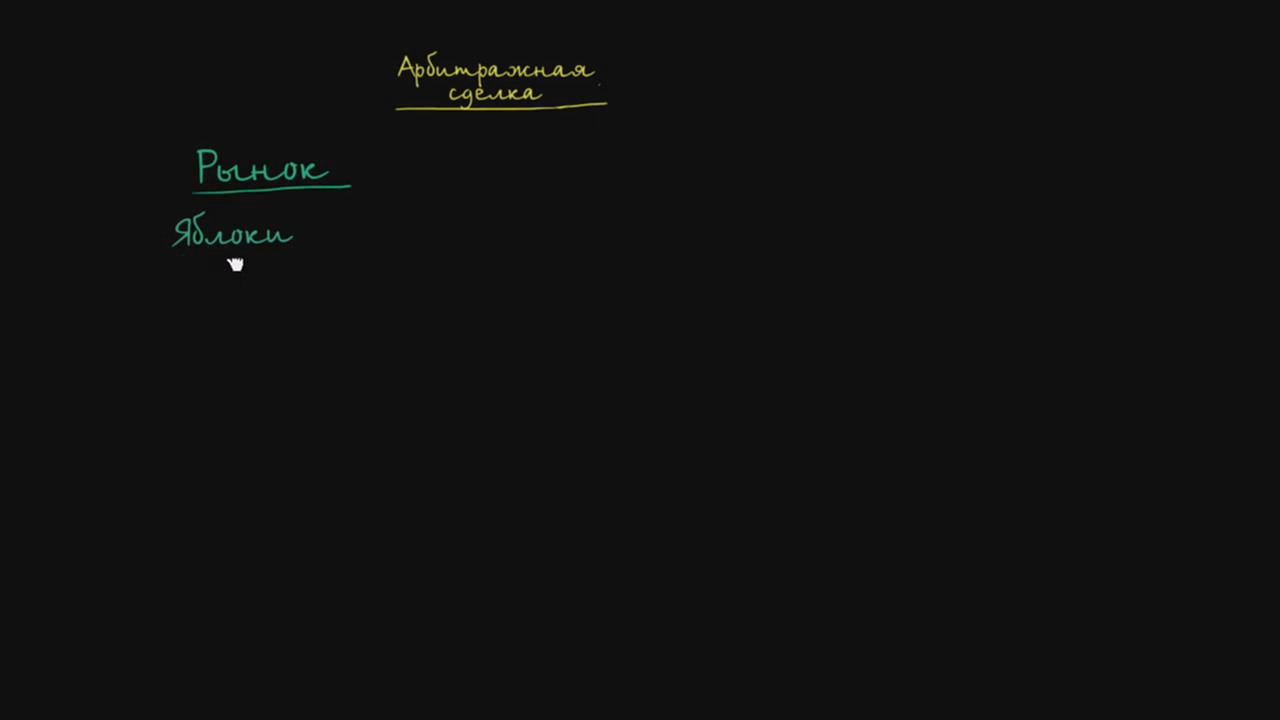 Арбитражная
сделка
Рынок
Яблоки